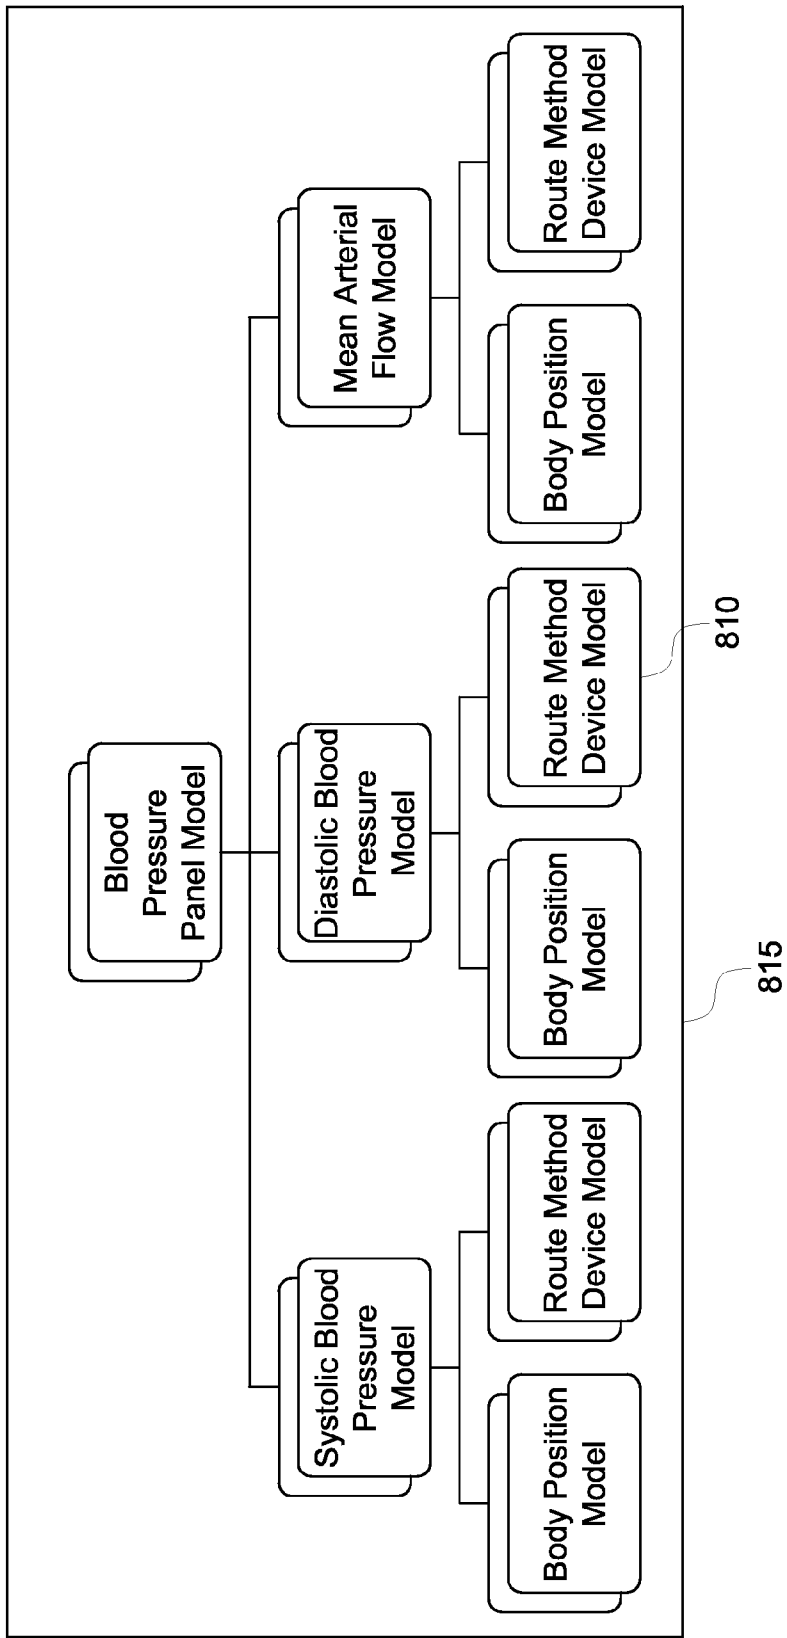 Blood
Pressure
Panel Model
Systolic Blood
Pressure
Model
Diastolic Blood
Pressure
Model
Mean Arterial
Flow Model
Body Position
Model
Route Method
Device Model
Body Position
Model
Route Method
Device Model
Body Position
Model
Route Method
Device Model
815
810